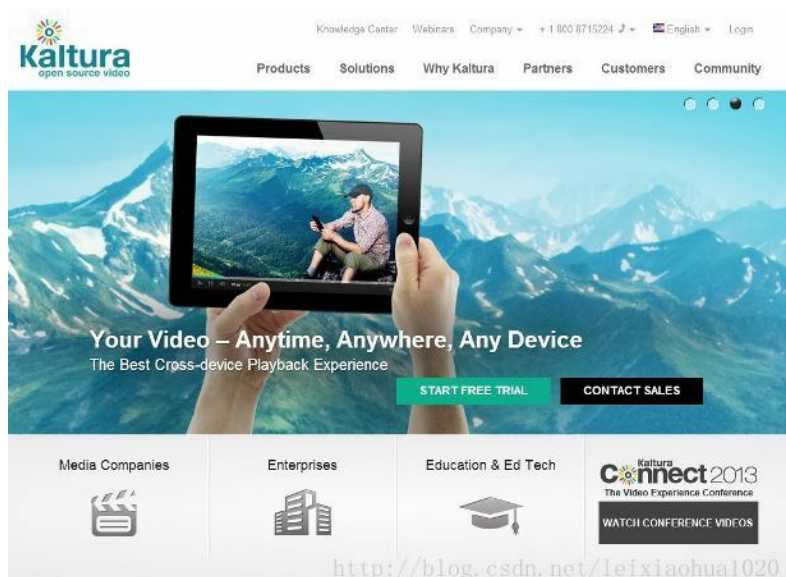 Knowledge Center Webinars Company + 1 800 8715224 English Login
Kaltura
open source video
Products Solutions Why Kaltura Partners Customers Community
Your Video – Anytime, Anywhere, Any Device
The Best Cross-device Playback Experience
START FREE TRIAL CONTACT SALES
Media Companies Enterprises Education & Ed Tech
Kaltura
Connect 2013
The Video Experience Conference
WATCH CONFERENCE VIDEOS
http://blog.csdn.net/leixiaohua1020